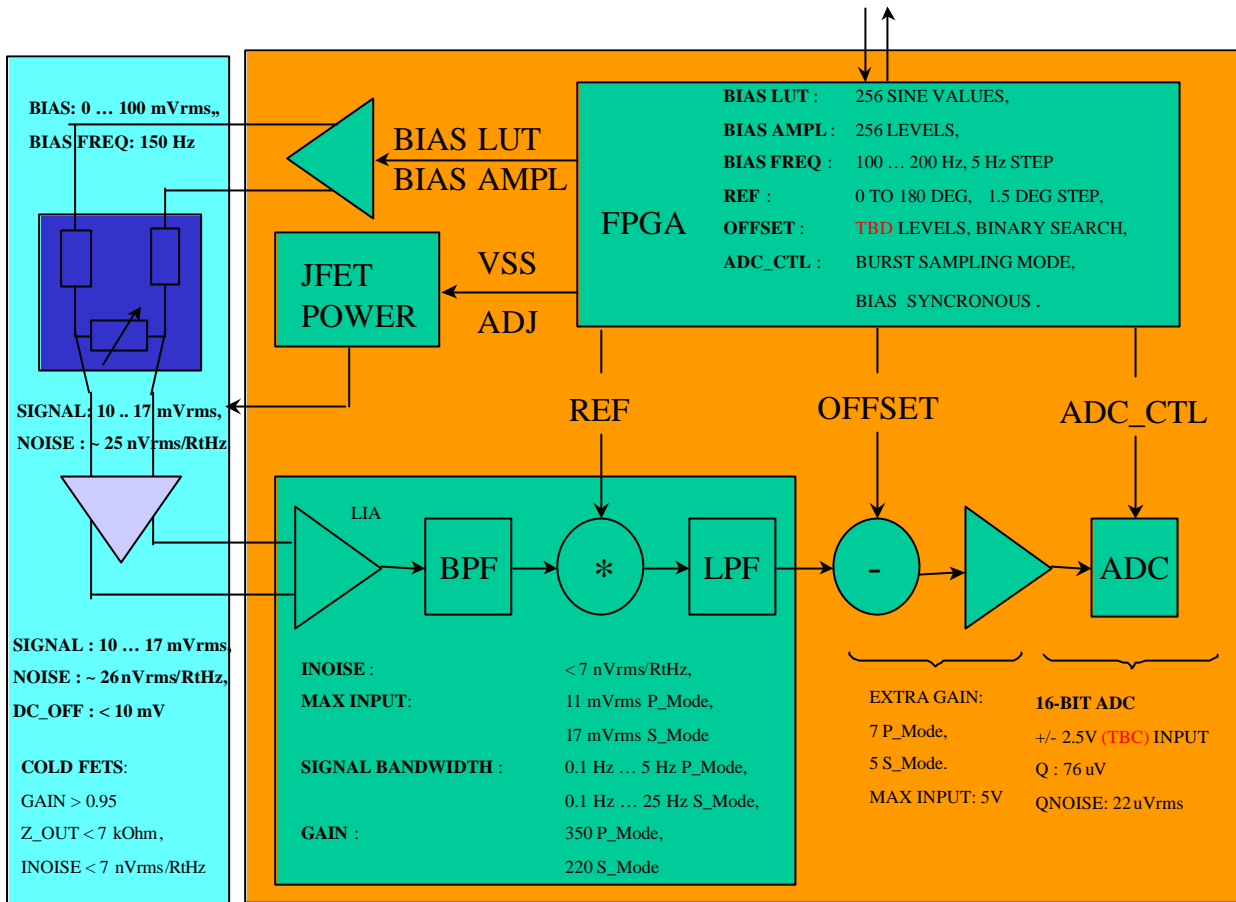 BIAS: 0 … 100 mVrms,,
BIAS FREQ: 150 Hz
SIGNAL: 10 .. 17 mVrms,
NOISE : ~ 25 nVrms/RtHz
SIGNAL : 10 … 17 mVrms,
NOISE : ~ 26nVrms/RtHz,
DC_OFF : < 10 mV
COLD FETS:
GAIN > 0.95
Z_OUT < 7 kOhm,
INOISE < 7 nVrms/RtHz
BIAS LUT
BIAS AMPL
JFET
POWER
VSS
ADJ
FPGA
BIAS LUT : 256 SINE VALUES,
BIAS AMPL : 256 LEVELS,
BIAS FREQ : 100 … 200 Hz, 5 Hz STEP
REF : 0 TO 180 DEG, 1.5 DEG STEP,
OFFSET : TBD LEVELS, BINARY SEARCH,
ADC_CTL : BURST SAMPLING MODE,
BIAS SYNCRONOUS .
REF
OFFSET
ADC_CTL
LIA
BPF
*
LPF
-
ADC
INOISE : < 7 nVrms/RtHz,
MAX INPUT: 11 mVrms P_Mode,
17 mVrms S_Mode
SIGNAL BANDWIDTH : 0.1 Hz … 5 Hz P_Mode,
0.1 Hz … 25 Hz S_Mode,
GAIN : 350 P_Mode,
220 S_Mode
EXTRA GAIN:
7 P_Mode,
5 S_Mode.
MAX INPUT: 5V
16-BIT ADC
+/- 2.5V (TBC) INPUT
Q : 76 uV
QNOISE: 22 uVrms